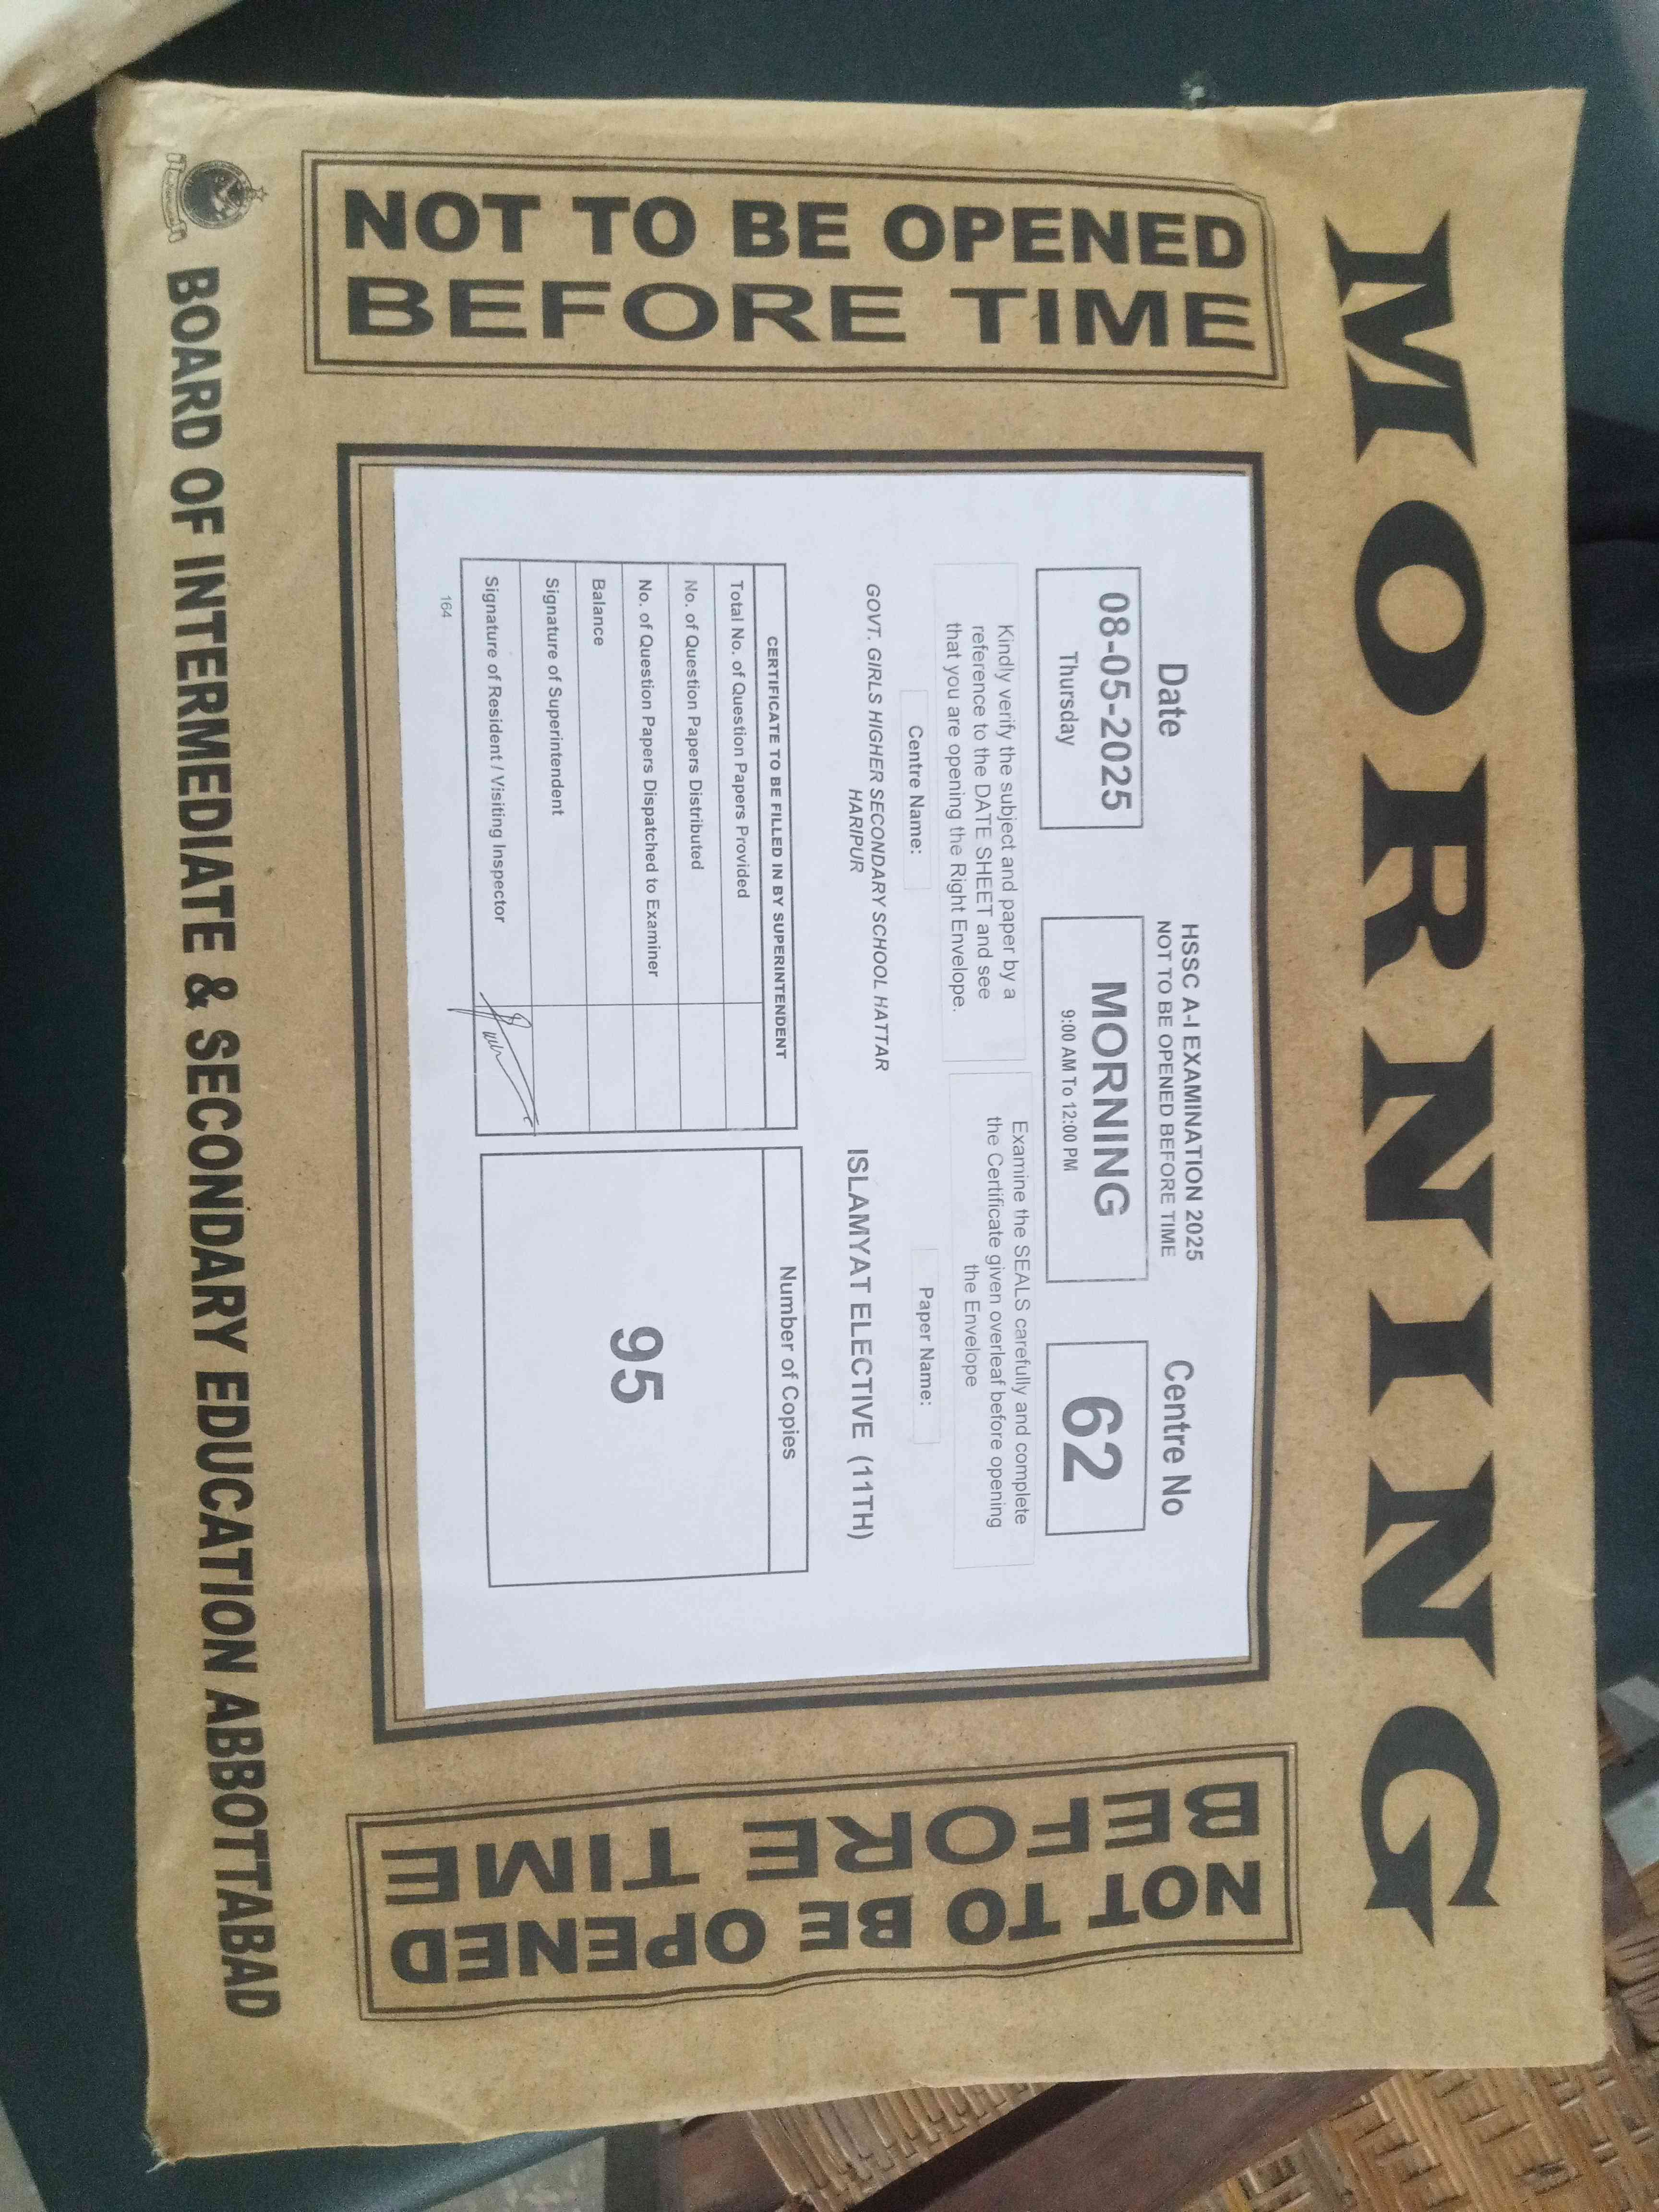 MORNING
NOT TO BE OPENED
BEFORE TIME
Date
08-05-2025
Thursday
HSSC A-I EXAMINATION 2025
NOT TO BE OPENED BEFORE TIME
MORNING
9:00 AM To 12:00 PM
Centre No
62
Kindly verify the subject and paper by a
reference to the DATE SHEET and see
that you are opening the Right Envelope.
Examine the SEALS carefully and complete
the Certificate given overleaf before opening
the Envelope
Centre Name:
GOVT. GIRLS HIGHER SECONDARY SCHOOL HATTAR
HARIPUR
Paper Name:
ISLAMYAT ELECTIVE (11TH)
CERTIFICATE TO BE FILLED IN BY SUPERINTENDENT
Total No. of Question Papers Provided
No. of Question Papers Distributed
No. of Question Papers Dispatched to Examiner
Balance
Signature of Superintendent
Signature of Resident / Visiting Inspector
Number of Copies
95
164
NOT TO BE OPENED
BEFORE TIME
BOARD OF INTERMEDIATE & SECONDARY EDUCATION ABBOTTABAD